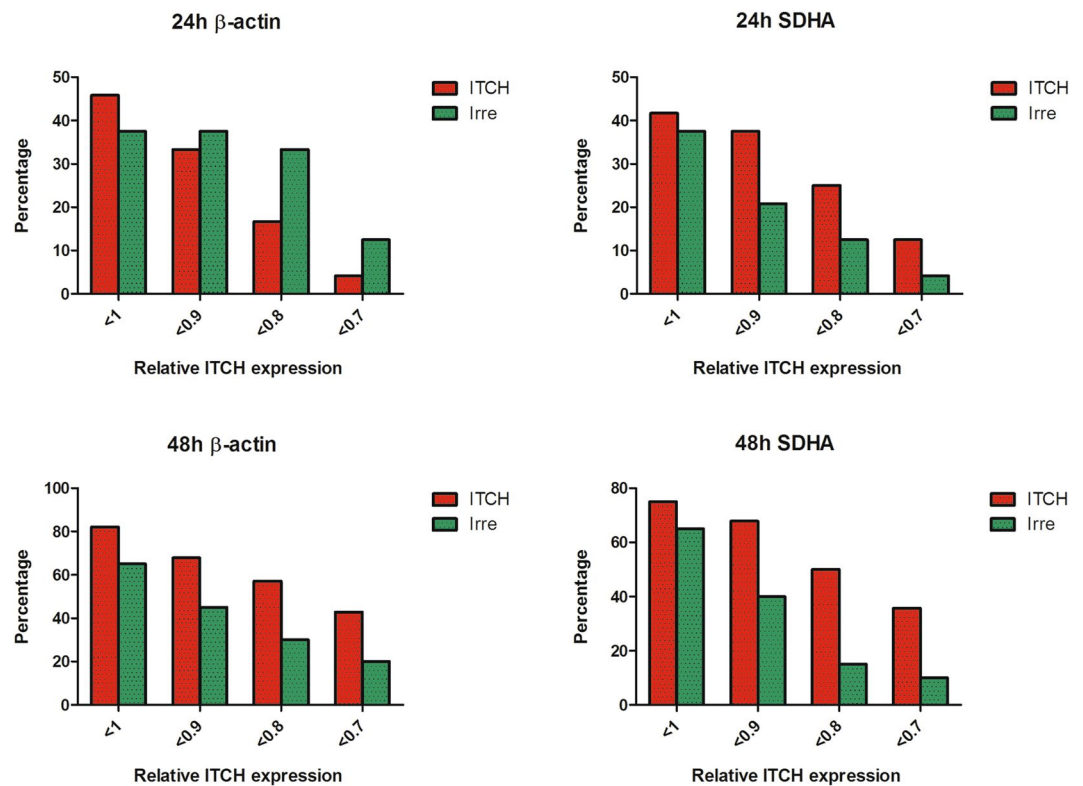 24h β-actin
50
40
30
20
10
0
Percentage
<1
<0.9
<0.8
<0.7
Relative ITCH expression
ITCH
Irre
24h SDHA
50
40
30
20
10
0
Percentage
<1
<0.9
<0.8
<0.7
Relative ITCH expression
ITCH
Irre
48h β-actin
100
80
60
40
20
0
Percentage
<1
<0.9
<0.8
<0.7
Relative ITCH expression
ITCH
Irre
48h SDHA
80
60
40
20
0
Percentage
<1
<0.9
<0.8
<0.7
Relative ITCH expression
ITCH
Irre